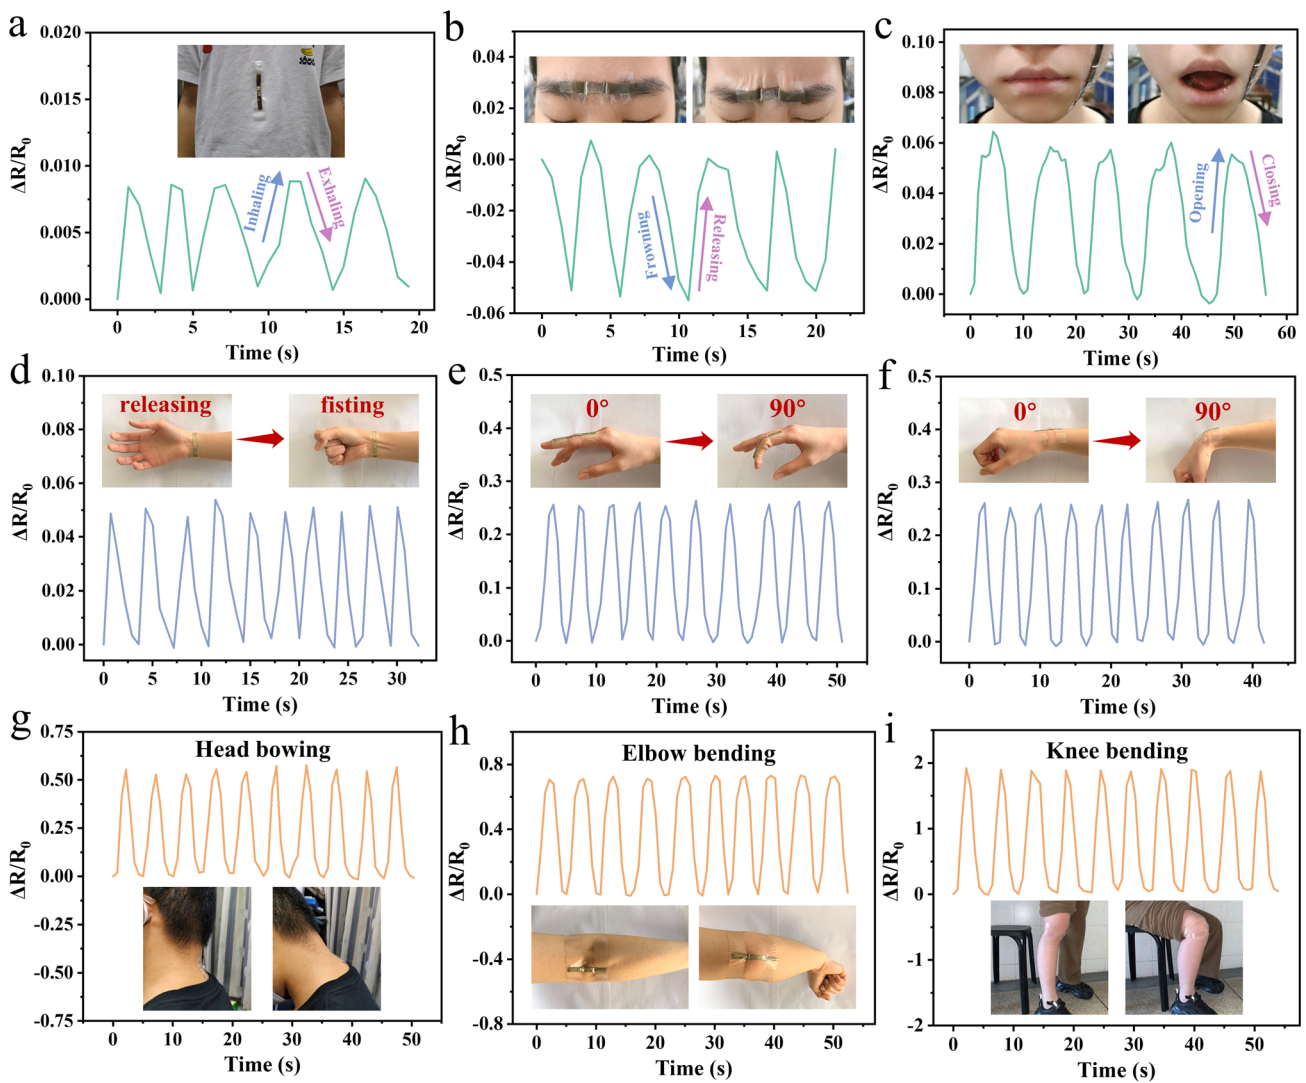 a
0.020
0.015
0.010
0.005
0.000
ΔR/R0
Inhaling
Exhaling
0 5 10 15 20
Time (s)
b
0.04
0.02
0.00
-0.02
-0.04
-0.06
ΔR/R0
Frowning
Releasing
0 10 20
Time (s)
c
0.10
0.08
0.06
0.04
0.02
0.00
ΔR/R0
Opening
Closing
0 10 20 30 40 50 60
Time (s)
d
0.10
0.08
0.06
0.04
0.02
0.00
ΔR/R0
releasing
fisting
0 5 10 15 20 25 30
Time (s)
e
0.5
0.4
0.3
0.2
0.1
0.0
ΔR/R0
0°
90°
0 10 20 30 40 50
Time (s)
f
0.5
0.4
0.3
0.2
0.1
0.0
ΔR/R0
0°
90°
0 10 20 30 40
Time (s)
g
Head bowing
0.75
0.50
0.25
0.00
-0.25
-0.50
-0.75
ΔR/R0
0 10 20 30 40 50
Time (s)
h
Elbow bending
0.8
0.4
0.0
-0.4
-0.8
ΔR/R0
0 10 20 30 40 50
Time (s)
i
Knee bending
2
1
0
-1
-2
ΔR/R0
0 10 20 30 40 50
Time (s)